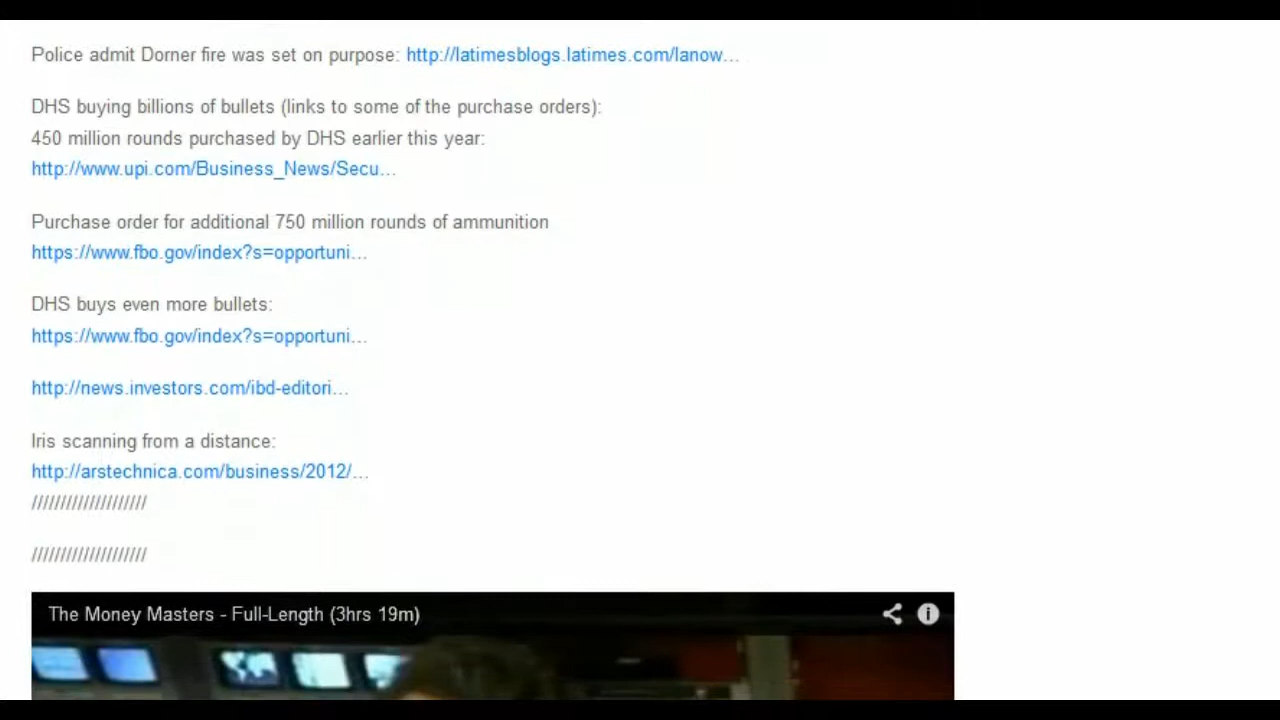 Police admit Dorner fire was set on purpose: http://latimesblogs.latimes.com/lanow...
DHS buying billions of bullets (links to some of the purchase orders):
450 million rounds purchased by DHS earlier this year:
http://www.upi.com/Business_News/Secu...
Purchase order for additional 750 million rounds of ammunition
https://www.fbo.gov/index?s=opportuni...
DHS buys even more bullets:
https://www.fbo.gov/index?s=opportuni...
http://news.investors.com/ibd-editori...
Iris scanning from a distance:
http://arstechnica.com/business/2012/...
////////////////////
////////////////////
The Money Masters - Full-Length (3hrs 19m)